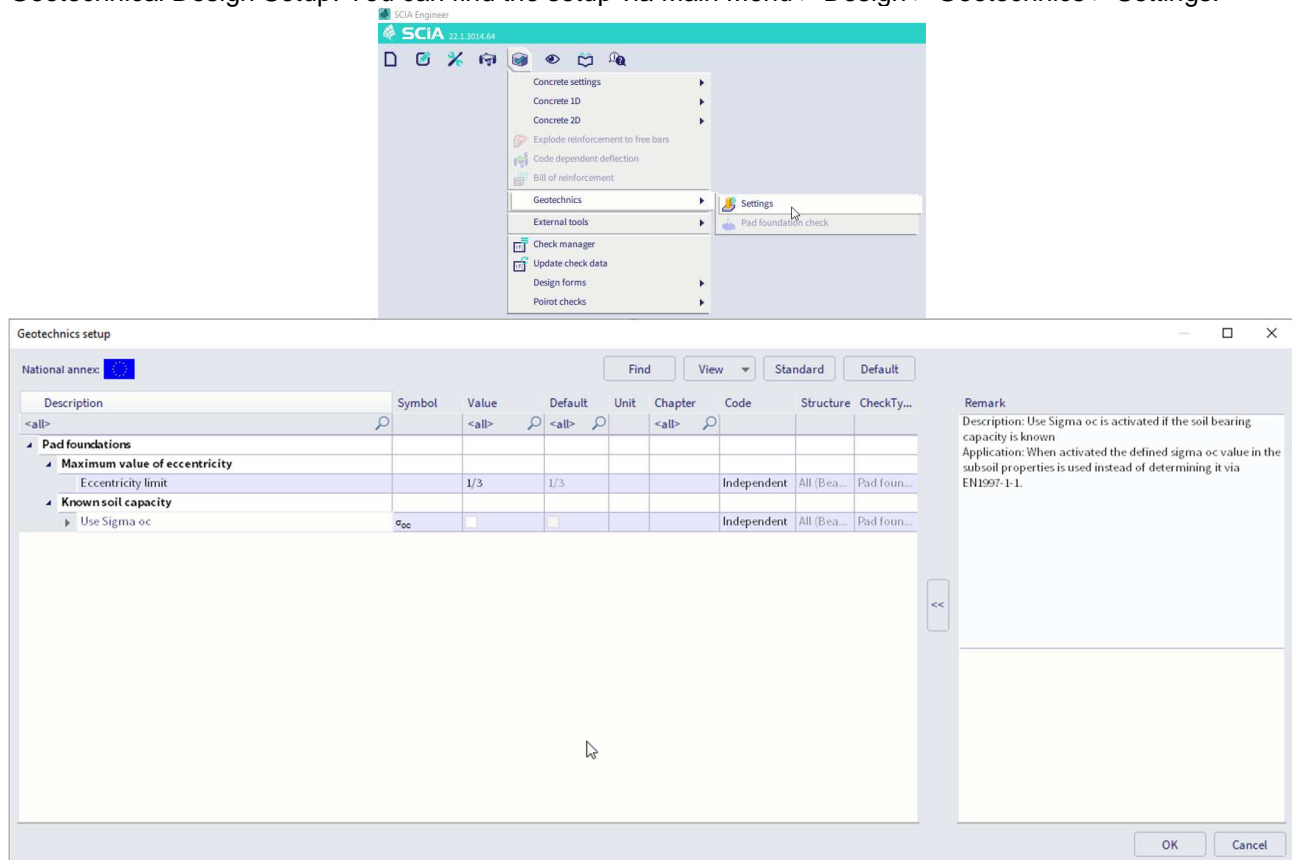 Geotechnical Design Setup. You can find the setup via Main Menu > Design > Geotechnics > Settings.
SCIA Engineer
SCIA 22.1.3014.64
Concrete settings
Concrete 1D
Concrete 2D
Explode reinforcement to free bars
Code dependent deflection
Bill of reinforcement
Geotechnics
Settings
Pad foundation check
External tools
Check manager
Update check data
Design forms
Poirot checks
Geotechnics setup
National annex:
Find View Standard Default
Description Symbol Value Default Unit Chapter Code Structure CheckTy...
<all> <all> <all> <all>
Pad foundations
Maximum value of eccentricity
Eccentricity limit 1/3 1/3 Independent All (Bea... Pad foun...
Known soil capacity
Use Sigma oc σoc Independent All (Bea... Pad foun...
<<
Remark
Description: Use Sigma oc is activated if the soil bearing
capacity is known
Application: When activated the defined sigma oc value in the
subsoil properties is used instead of determining it via
EN1997-1-1.
OK Cancel